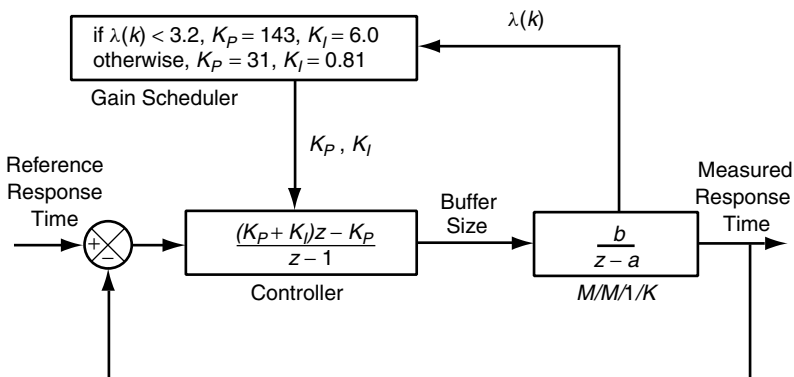 λ(k)
if λ(k) < 3.2, K_P = 143, K_I = 6.0
otherwise, K_P = 31, K_I = 0.81
Gain Scheduler
K_P , K_I
Reference
Response
Time
Buffer
Size
Measured
Response
Time
+
−
(K_P + K_I)z − K_P
z − 1
b
z − a
Controller
M/M/1/K